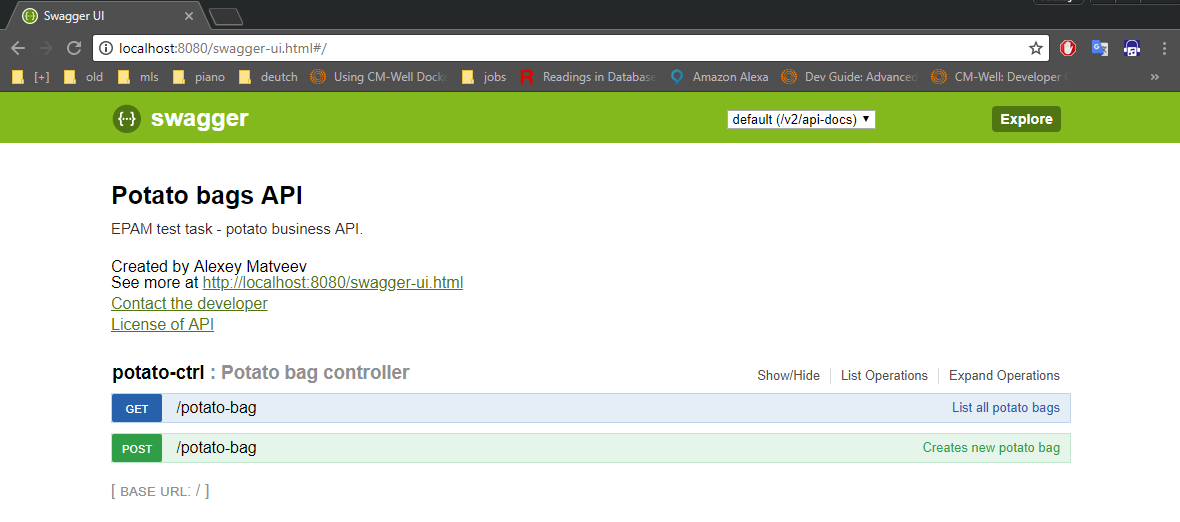 Swagger UI
localhost:8080/swagger-ui.html#/
[+] old mls piano deutch Using CM-Well Dock jobs Readings in Database Amazon Alexa Dev Guide: Advanced CM-Well: Developer
swagger default (/v2/api-docs) Explore
Potato bags API
EPAM test task - potato business API.
Created by Alexey Matveev
See more at http://localhost:8080/swagger-ui.html
Contact the developer
License of API
potato-ctrl : Potato bag controller Show/Hide List Operations Expand Operations
GET /potato-bag List all potato bags
POST /potato-bag Creates new potato bag
[ BASE URL: / ]